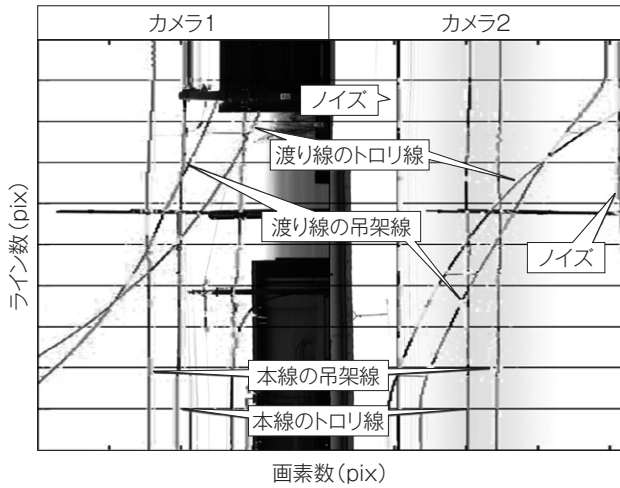 カメラ1
カメラ2
ノイズ
渡り線のトロリ線
渡り線の吊架線
ノイズ
本線の吊架線
本線のトロリ線
ライン数(pix)
画素数(pix)